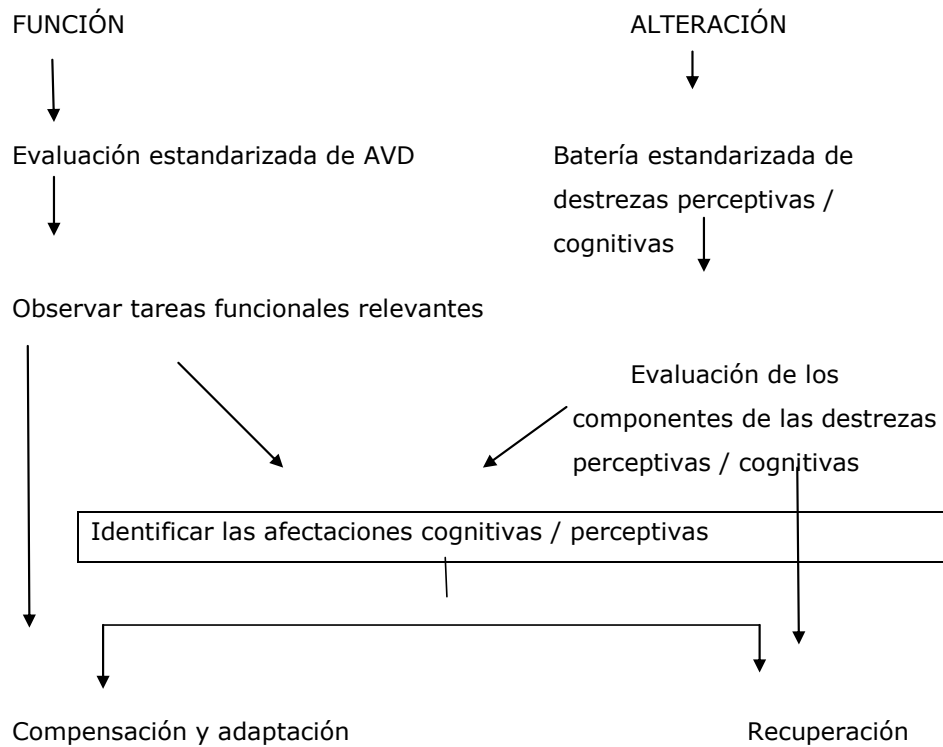 FUNCIÓN
ALTERACIÓN
Evaluación estandarizada de AVD
Batería estandarizada de
destrezas perceptivas /
cognitivas
Observar tareas funcionales relevantes
Evaluación de los
componentes de las destrezas
perceptivas / cognitivas
Identificar las afectaciones cognitivas / perceptivas
Compensación y adaptación
Recuperación